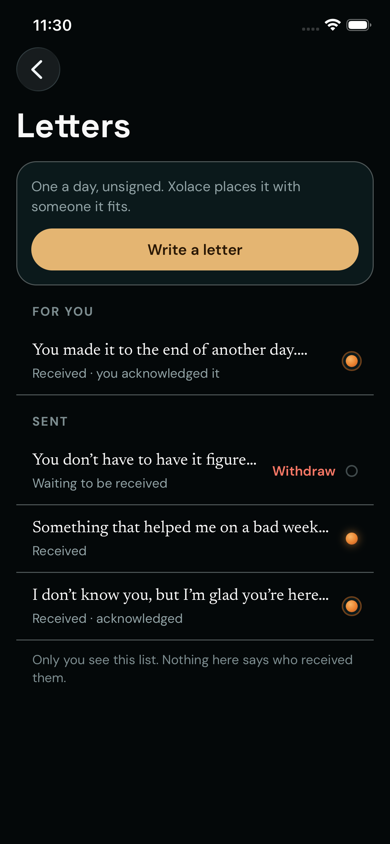 11:30
Letters
One a day, unsigned. Xolace places it with
someone it fits.
Write a letter
FOR YOU
You made it to the end of another day....
Received · you acknowledged it
SENT
You don’t have to have it figure...
Waiting to be received
Withdraw
Something that helped me on a bad week...
Received
I don’t know you, but I’m glad you’re here...
Received · acknowledged
Only you see this list. Nothing here says who received
them.